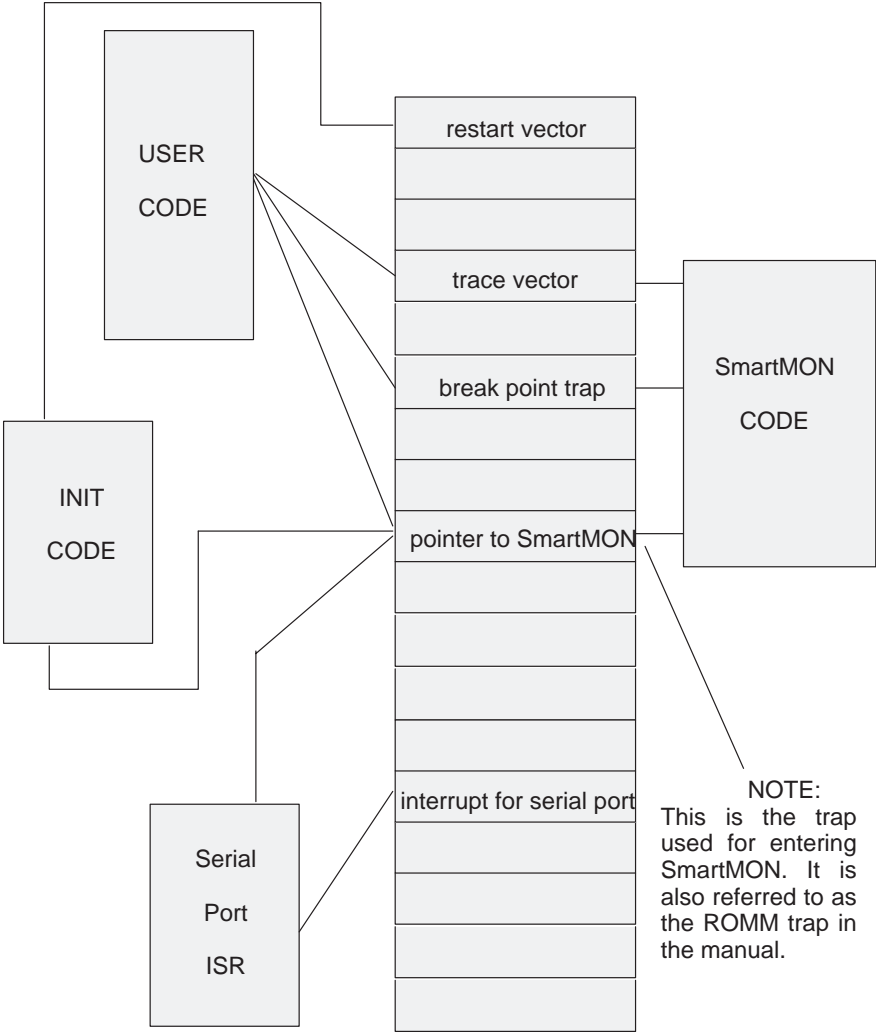 restart vector
USER
CODE
trace vector
SmartMON
CODE
break point trap
INIT
CODE
pointer to SmartMON
interrupt for serial port
NOTE:
This is the trap
used for entering
SmartMON. It is
also referred to as
the ROMM trap in
the manual.
Serial
Port
ISR